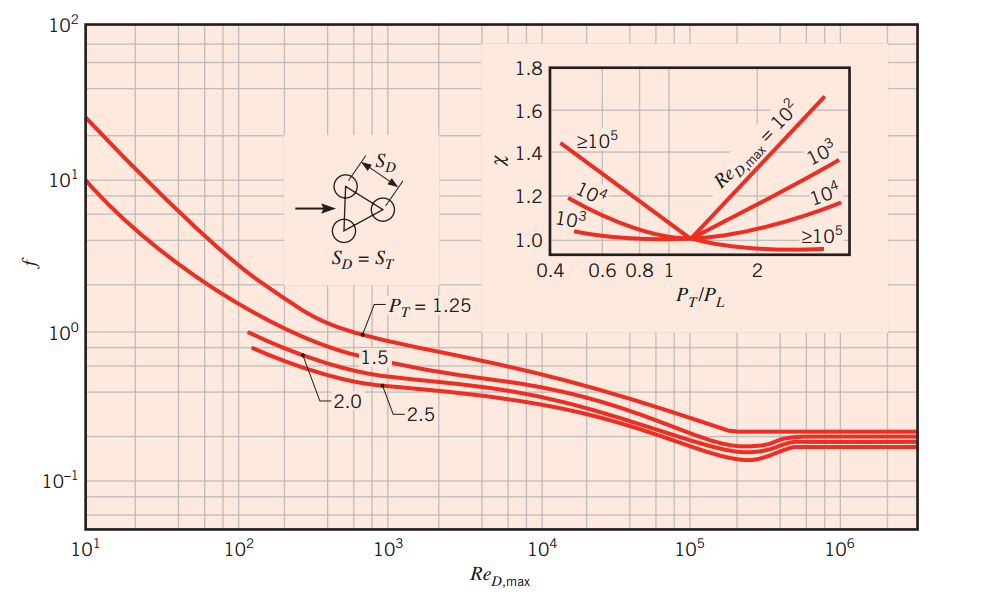 10²
10¹
10⁰
10⁻¹
f
10¹ 10² 10³ 10⁴ 10⁵ 10⁶
Re_D,max
S_D
S_D = S_T
P_T = 1.25
1.5
2.0
2.5
1.8
1.6
1.4
1.2
1.0
χ
0.4 0.6 0.8 1 2
P_T/P_L
≥10⁵
10⁴
10³
Re_D,max = 10²
10³
10⁴
≥10⁵